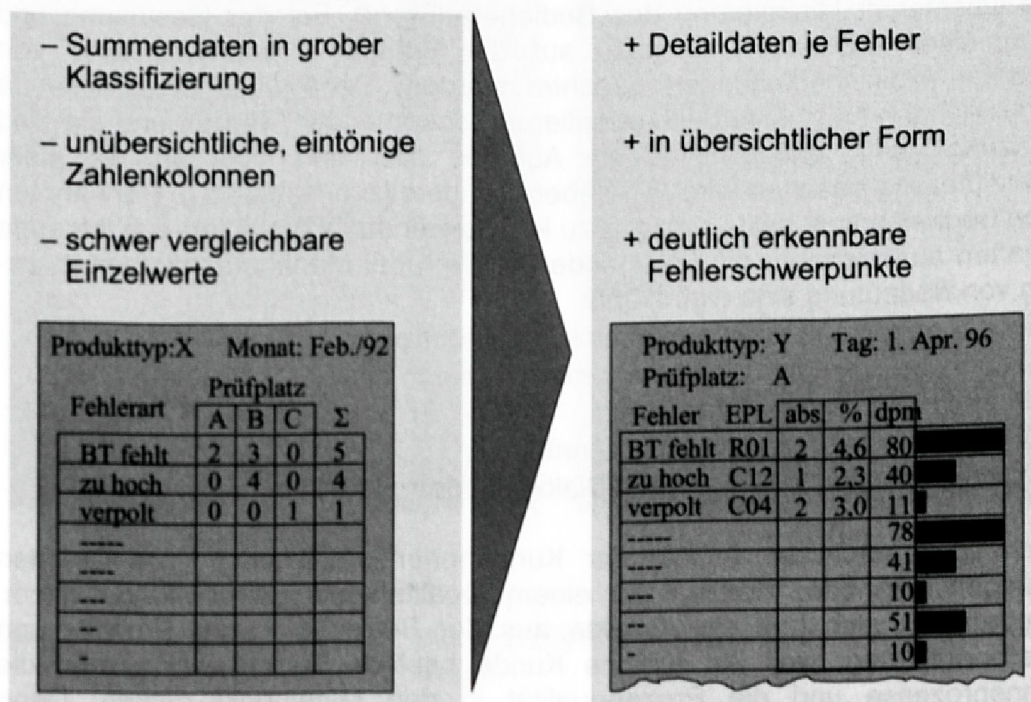 – Summendaten in grober
Klassifizierung
– unübersichtliche, eintönige
Zahlenkolonnen
– schwer vergleichbare
Einzelwerte
Produkttyp:X Monat: Feb./92
Prüfplatz
Fehlerart A B C Σ
BT fehlt 2 3 0 5
zu hoch 0 4 0 4
verpolt 0 0 1 1
-----
----
---
--
-
+ Detaildaten je Fehler
+ in übersichtlicher Form
+ deutlich erkennbare
Fehlerschwerpunkte
Produkttyp: Y Tag: 1. Apr. 96
Prüfplatz: A
Fehler EPL abs % dpm
BT fehlt R01 2 4,6 80
zu hoch C12 1 2,3 40
verpolt C04 2 3,0 11
----- 78
---- 41
--- 10
-- 51
- 10